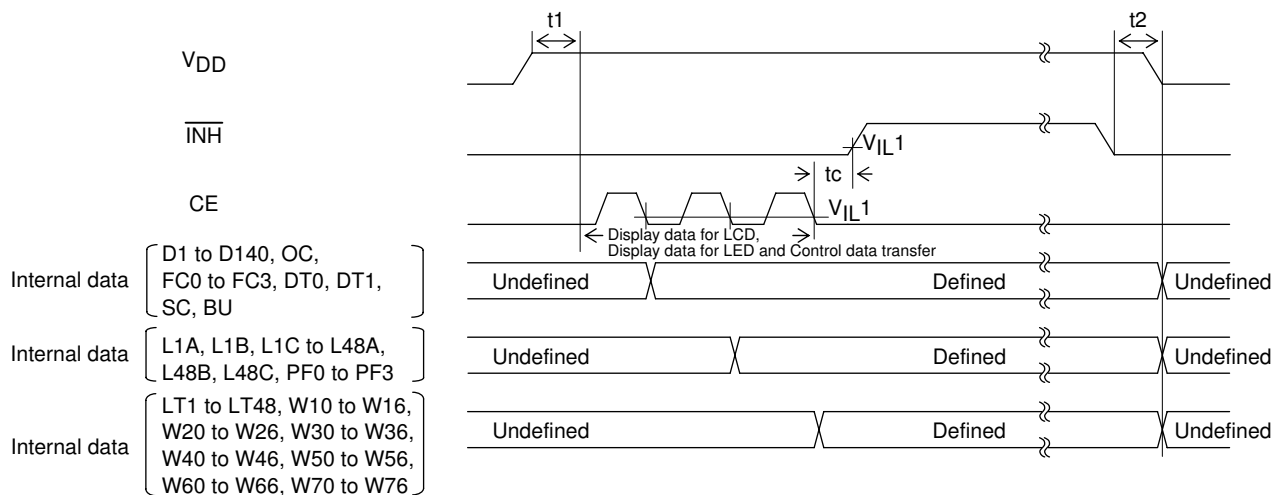 t1
t2
VDD
INH
VIL1
tc
CE
VIL1
Display data for LCD,
Display data for LED and Control data transfer
Internal data
D1 to D140, OC,
FC0 to FC3, DT0, DT1,
SC, BU
Undefined
Defined
Undefined
Internal data
L1A, L1B, L1C to L48A,
L48B, L48C, PF0 to PF3
Undefined
Defined
Undefined
Internal data
LT1 to LT48, W10 to W16,
W20 to W26, W30 to W36,
W40 to W46, W50 to W56,
W60 to W66, W70 to W76
Undefined
Defined
Undefined